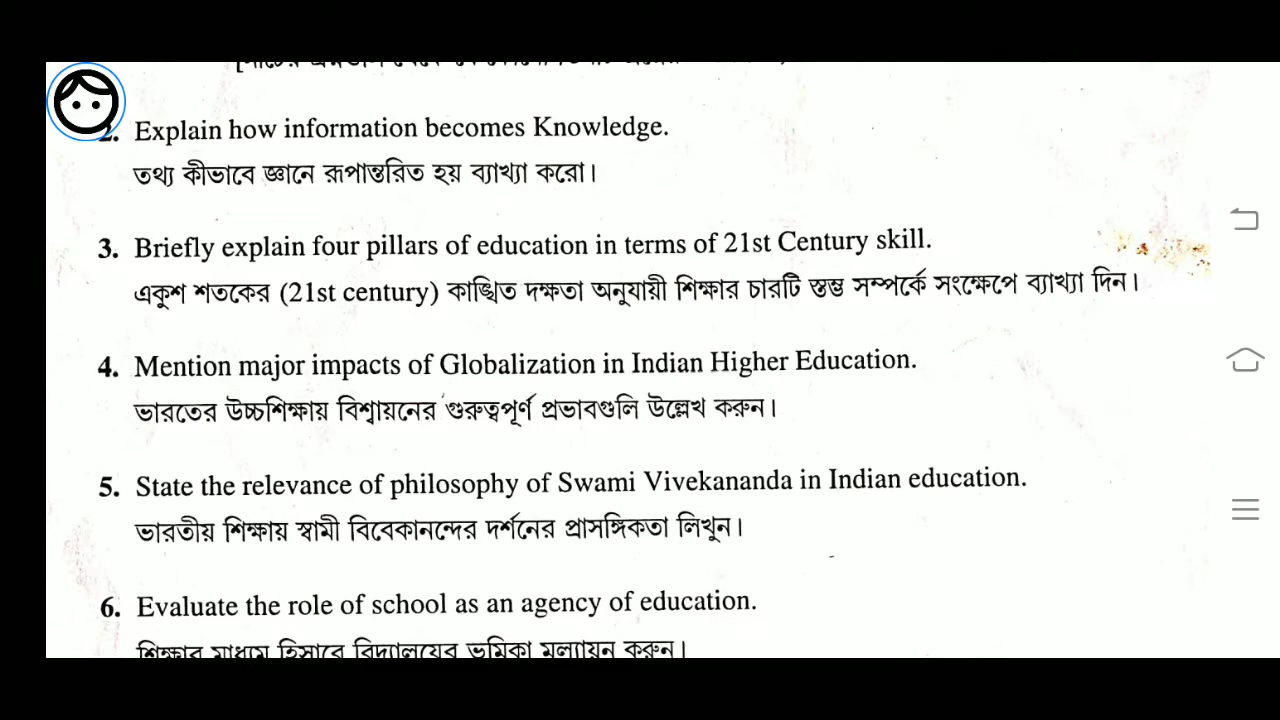 2. Explain how information becomes Knowledge.
তথ্য কীভাবে জ্ঞানে রূপান্তরিত হয় ব্যাখ্যা করো।
3. Briefly explain four pillars of education in terms of 21st Century skill.
একুশ শতকের (21st century) কাঙ্খিত দক্ষতা অনুযায়ী শিক্ষার চারটি স্তম্ভ সম্পর্কে সংক্ষেপে ব্যাখ্যা দিন।
4. Mention major impacts of Globalization in Indian Higher Education.
ভারতের উচ্চশিক্ষায় বিশ্বায়নের গুরুত্বপূর্ণ প্রভাবগুলি উল্লেখ করুন।
5. State the relevance of philosophy of Swami Vivekananda in Indian education.
ভারতীয় শিক্ষায় স্বামী বিবেকানন্দের দর্শনের প্রাসঙ্গিকতা লিখুন।
6. Evaluate the role of school as an agency of education.
শিক্ষার মাধ্যম হিসাবে বিদ্যালয়ের ভূমিকা মূল্যায়ন করুন।